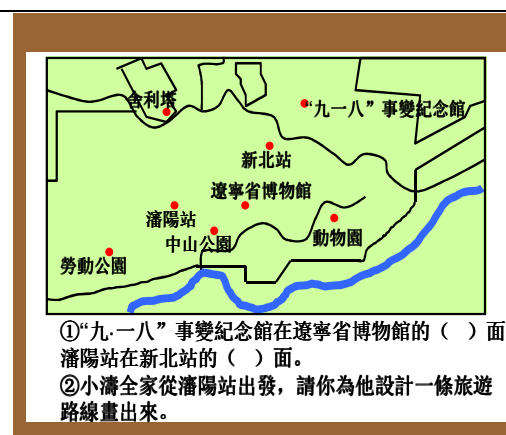 舍利塔
“九一八”事變紀念館
新北站
遼寧省博物館
瀋陽站
中山公園
動物園
勞動公園
①“九·一八”事變紀念館在遼寧省博物館的（　）面
瀋陽站在新北站的（　）面。
②小濤全家從瀋陽站出發，請你為他設計一條旅遊
路線畫出來。